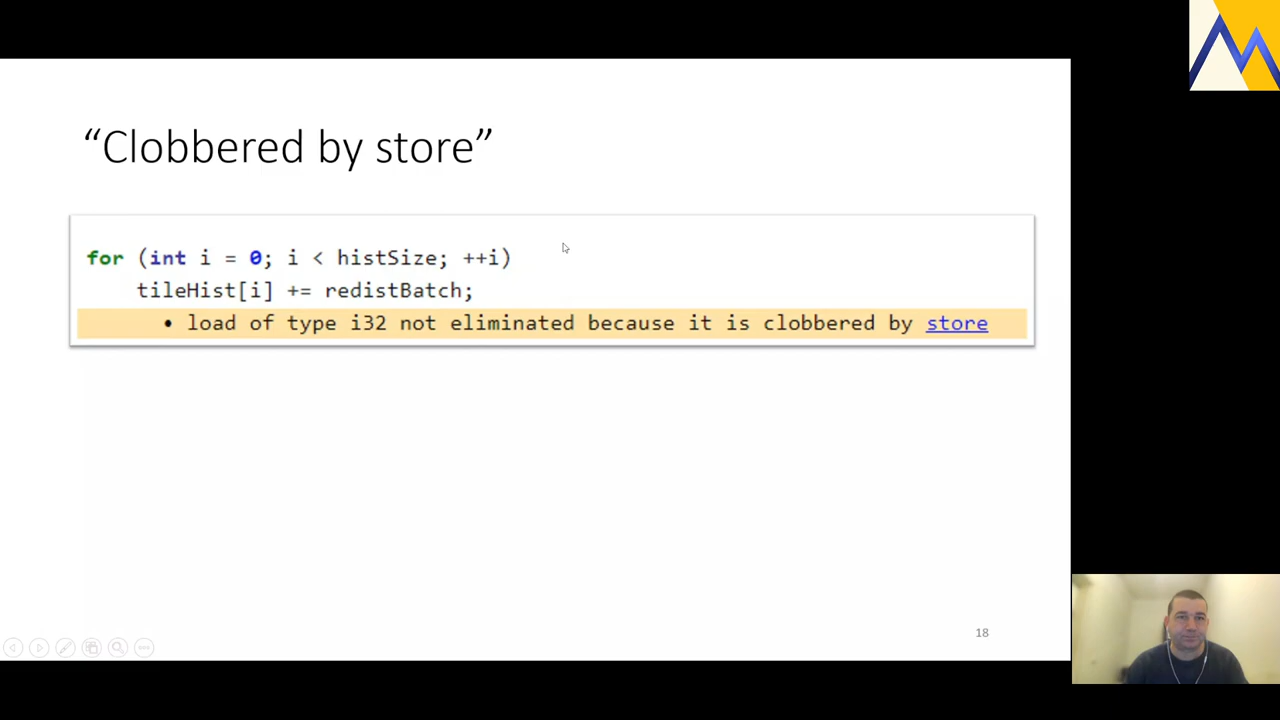 “Clobbered by store”
for (int i = 0; i < histSize; ++i)
tileHist[i] += redistBatch;
• load of type i32 not eliminated because it is clobbered by store
18